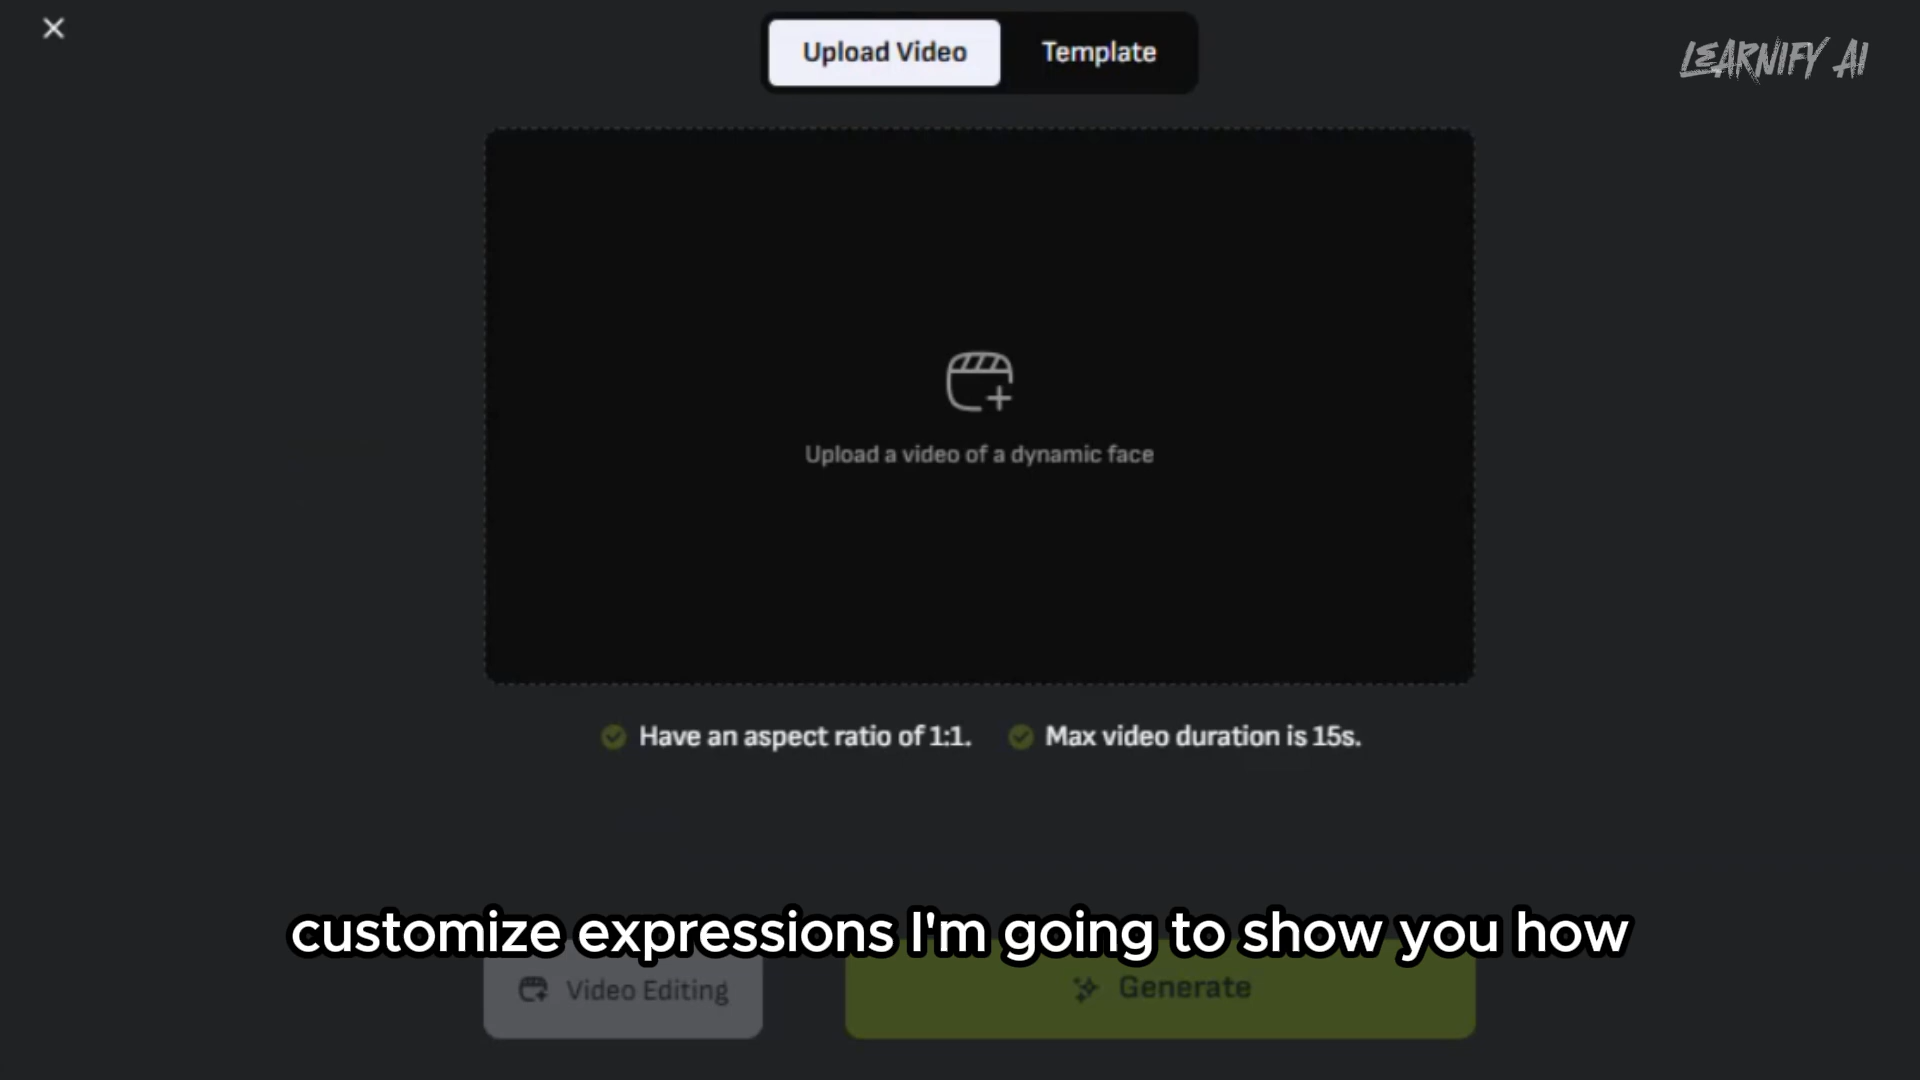 Upload Video
Template
LEARNIFY AI
Upload a video of a dynamic face
Have an aspect ratio of 1:1.
Max video duration is 15s.
customize expressions I'm going to show you how
Video Editing
Generate